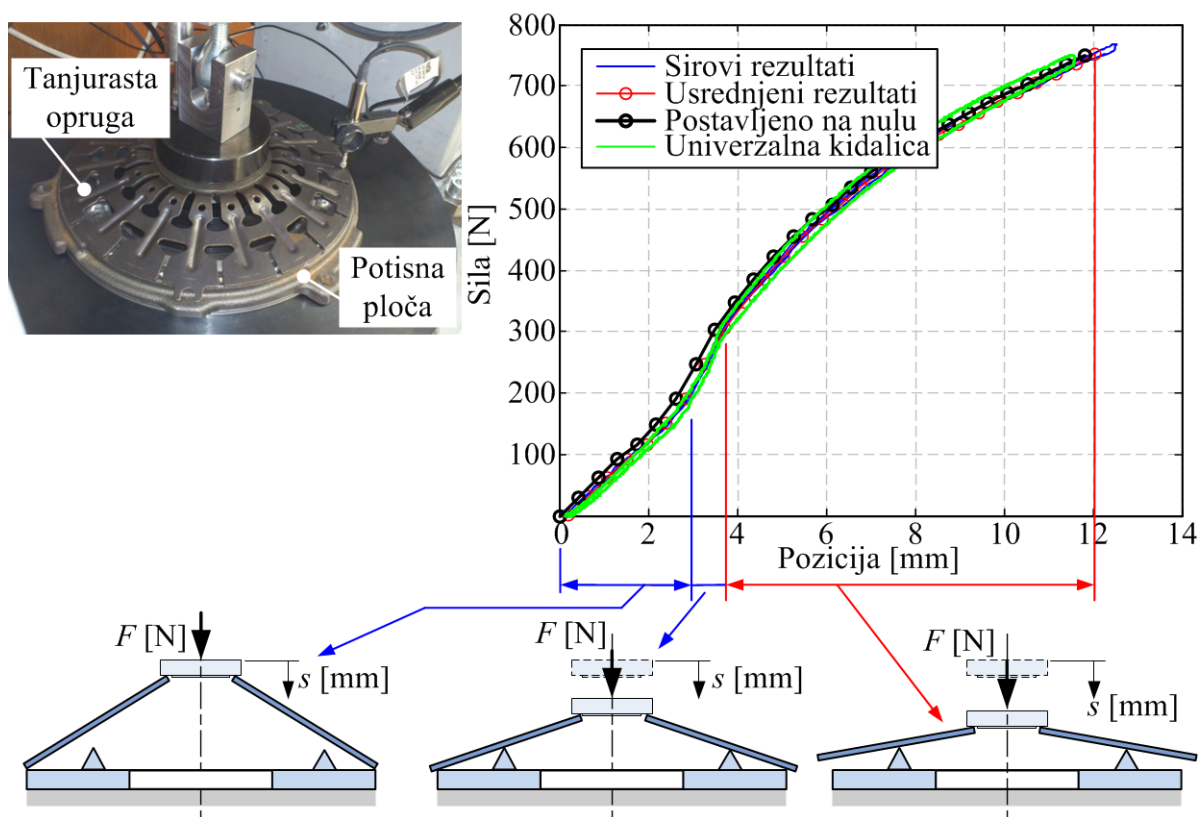 Tanjurasta
opruga
Potisna
ploča
Sila [N]
800
700
600
500
400
300
200
100
Sirovi rezultati
Usrednjeni rezultati
Postavljeno na nulu
Univerzalna kidalica
0 2 4 6 8 10 12 14
Pozicija [mm]
F [N]
s [mm]
F [N]
s [mm]
F [N]
s [mm]